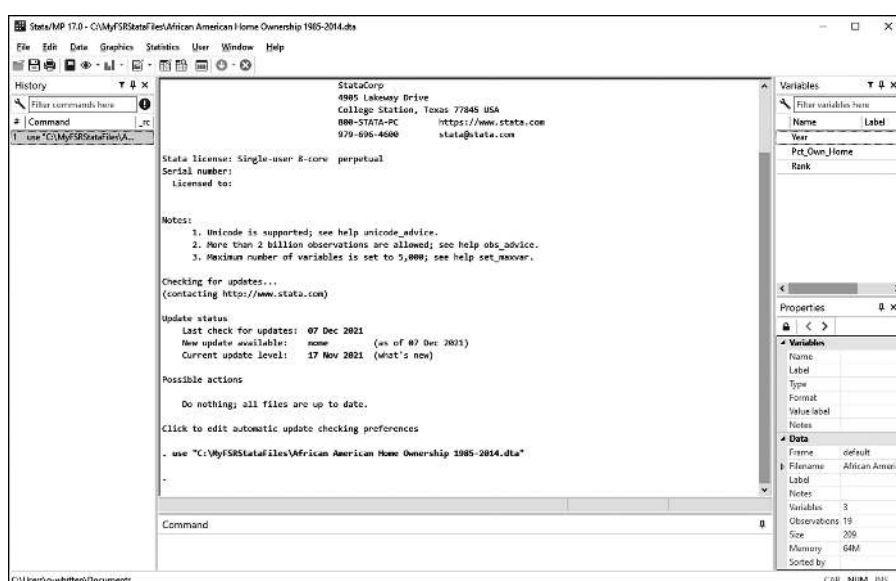 Stata/MP 17.0 - C:\MyFSRStataFiles\African American Home Ownership 1985-2014.dta
File Edit Data Graphics Statistics User Window Help
History
Filter commands here
# Command _rc
1 use "C:\MyFSRStataFiles\A...
StataCorp
4905 Lakeway Drive
College Station, Texas 77845 USA
800-STATA-PC https://www.stata.com
979-696-4600 stata@stata.com
Stata license: Single-user 8-core perpetual
Serial number:
Licensed to:
Notes:
1. Unicode is supported; see help unicode_advice.
2. More than 2 billion observations are allowed; see help obs_advice.
3. Maximum number of variables is set to 5,000; see help set_maxvar.
Checking for updates...
(contacting http://www.stata.com)
Update status
Last check for updates: 07 Dec 2021
New update available: none (as of 07 Dec 2021)
Current update level: 17 Nov 2021 (what's new)
Possible actions
Do nothing; all files are up to date.
Click to edit automatic update checking preferences
. use "C:\MyFSRStataFiles\African American Home Ownership 1985-2014.dta"
.
Command
Variables
Filter variables here
Name Label
Year
Pct_Own_Home
Rank
Properties
Variables
Name
Label
Type
Format
Value label
Notes
Data
Frame default
Filename African Ameri
Label
Notes
Variables 3
Observations 19
Size 209
Memory 64M
Sorted by
CAP NUM